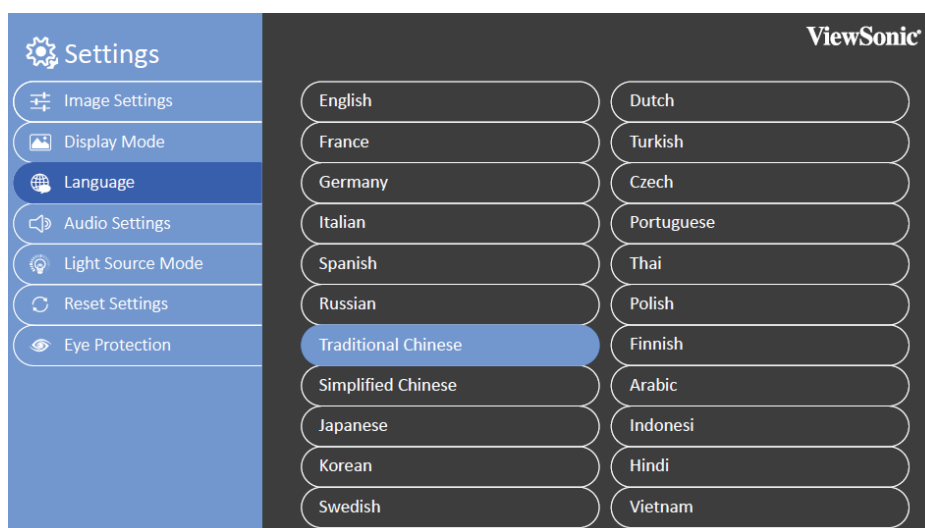 Settings
Image Settings
Display Mode
Language
Audio Settings
Light Source Mode
Reset Settings
Eye Protection
ViewSonic
English
France
Germany
Italian
Spanish
Russian
Traditional Chinese
Simplified Chinese
Japanese
Korean
Swedish
Dutch
Turkish
Czech
Portuguese
Thai
Polish
Finnish
Arabic
Indonesi
Hindi
Vietnam